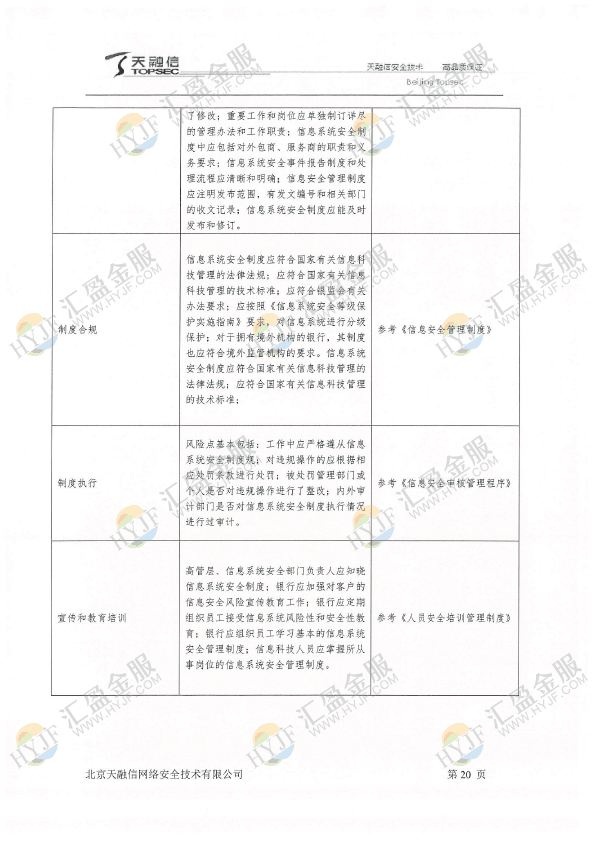 天融信
TOPSEC
天融信安全技术 高品质保证
Beijing Topsec
了修改；重要工作和岗位应单独制订详尽
的管理办法和工作职责；信息系统安全制
度中应包括对外包商、服务商的职责和义
务要求；信息系统安全事件报告制度和处
理流程应清晰和明确；信息安全管理制度
应注明发布范围，有发文编号和相关部门
的收文记录；信息系统安全制度应能及时
发布和修订。
制度合规
信息系统安全制度应符合国家有关信息科
技管理的法律法规；应符合国家有关信息
科技管理的技术标准；应符合银监会有关
办法要求；应按照《信息系统安全等级保
护实施指南》要求，对信息系统进行分级
保护；对于拥有境外机构的银行，其制度
也应符合境外监管机构的要求。信息系统
安全制度应符合国家有关信息科技管理的
法律法规；应符合国家有关信息科技管理
的技术标准；
参考《信息安全管理制度》
制度执行
风险点基本包括：工作中应严格遵从信息
系统安全制度规；对违规操作的应根据相
应处罚条款进行处罚；被处罚管理部门或
个人是否对违规操作进行了整改；内外审
计部门是否对信息系统安全制度执行情况
进行过审计。
参考《信息安全审核管理程序》
宣传和教育培训
高管层、信息系统安全部门负责人应知晓
信息系统安全制度；银行应加强对客户的
信息安全风险宣传教育工作；银行应定期
组织员工接受信息系统风险性和安全性教
育；银行应组织员工学习基本的信息系统
安全管理制度；信息科技人员应掌握所从
事岗位的信息系统安全管理制度。
参考《人员安全培训管理制度》
北京天融信网络安全技术有限公司 第 20 页
HYJF 汇盈金服
WWW.HYJF.COM